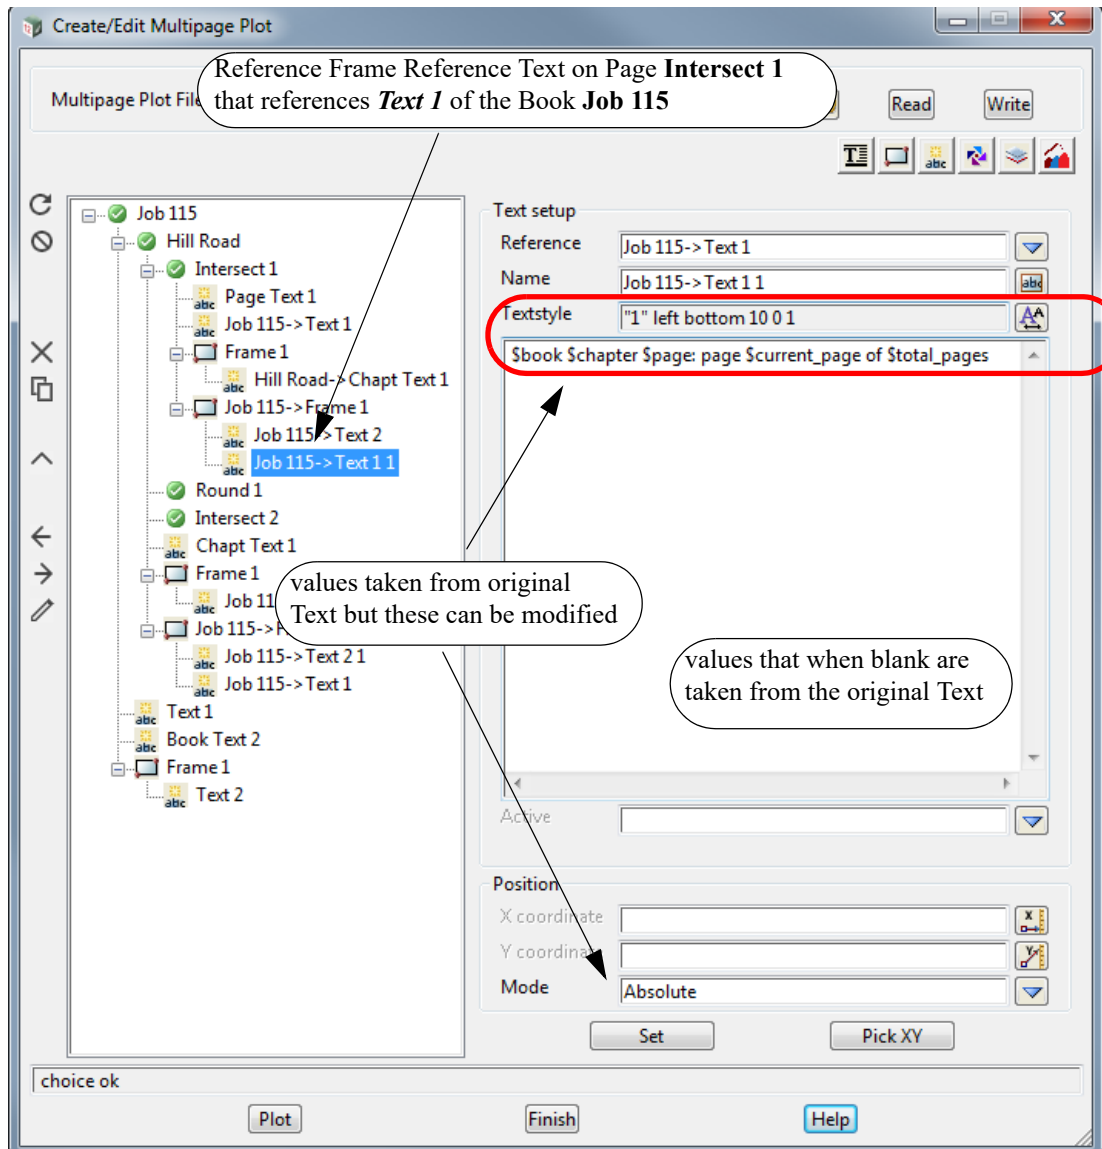 Create/Edit Multipage Plot
Reference Frame Reference Text on Page Intersect 1
that references Text 1 of the Book Job 115
Multipage Plot File
Read
Write
Job 115
Hill Road
Intersect 1
Page Text 1
Job 115->Text 1
Frame 1
Hill Road->Chapt Text 1
Job 115->Frame 1
Job 115->Text 2
Job 115->Text 1 1
Round 1
Intersect 2
Chapt Text 1
Frame 1
Job 11
Job 115->F
Job 115->Text 2 1
Job 115->Text 1
Text 1
Book Text 2
Frame 1
Text 2
Text setup
Reference
Job 115->Text 1
Name
Job 115->Text 1 1
abc
Textstyle
"1" left bottom 10 0 1
$book $chapter $page: page $current_page of $total_pages
values taken from original
Text but these can be modified
values that when blank are
taken from the original Text
Active
Position
X coordinate
Y coordinate
Mode
Absolute
Set
Pick XY
choice ok
Plot
Finish
Help